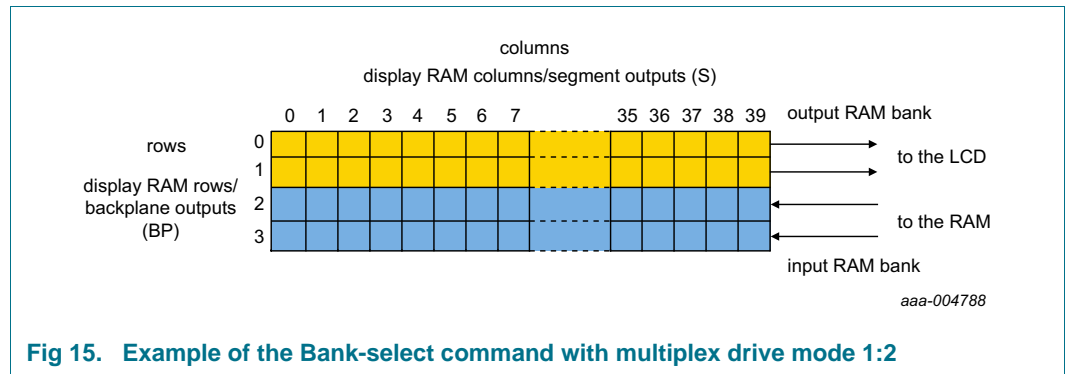 columns
display RAM columns/segment outputs (S)
0 1 2 3 4 5 6 7 35 36 37 38 39 output RAM bank
rows
0
to the LCD
1
display RAM rows/
backplane outputs
(BP)
2
to the RAM
3
input RAM bank
aaa-004788
Fig 15. Example of the Bank-select command with multiplex drive mode 1:2